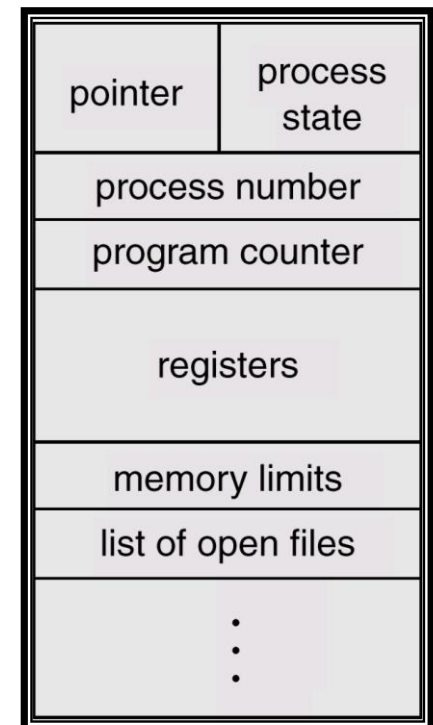 pointer
process
state
process number
program counter
registers
memory limits
list of open files
.
.
.